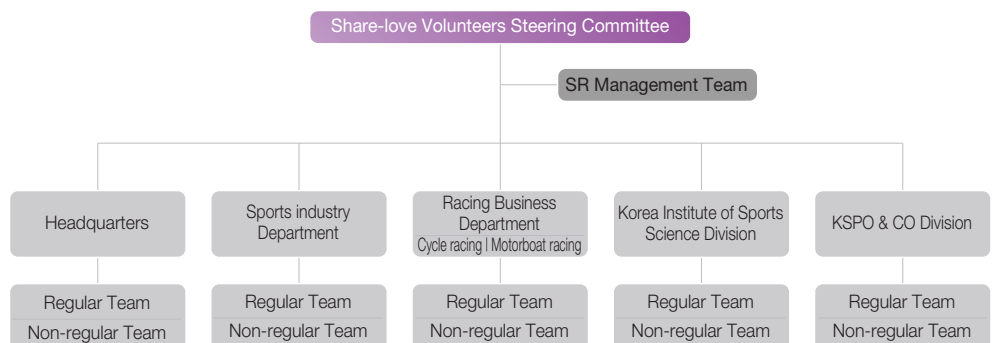 Share-love Volunteers Steering Committee
SR Management Team
Headquarters
Sports industry
Department
Racing Business
Department
Cycle racing | Motorboat racing
Korea Institute of Sports
Science Division
KSPO & CO Division
Regular Team
Non-regular Team
Regular Team
Non-regular Team
Regular Team
Non-regular Team
Regular Team
Non-regular Team
Regular Team
Non-regular Team